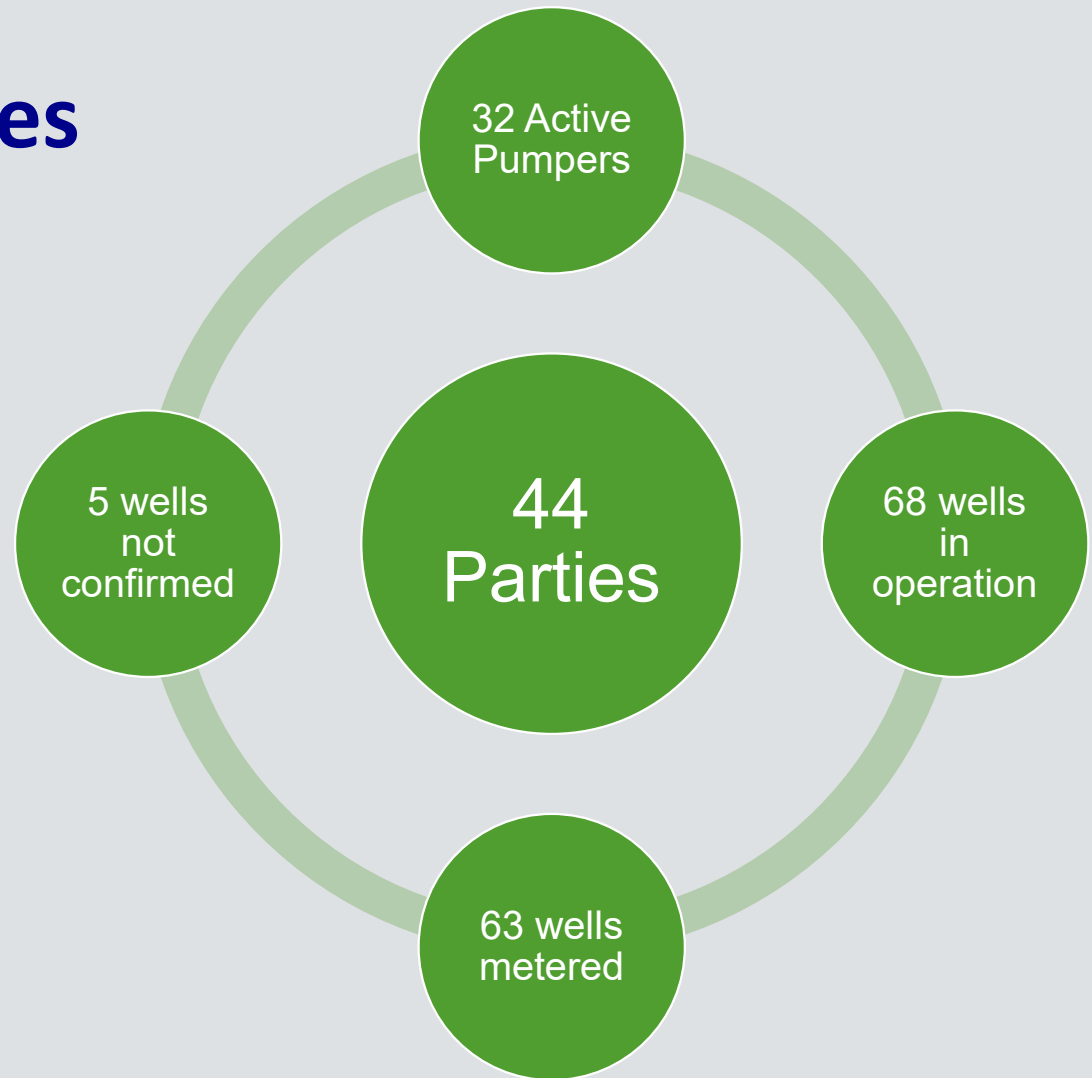 es
32 Active
Pumpers
44
Parties
68 wells
in
operation
63 wells
metered
5 wells
not
confirmed